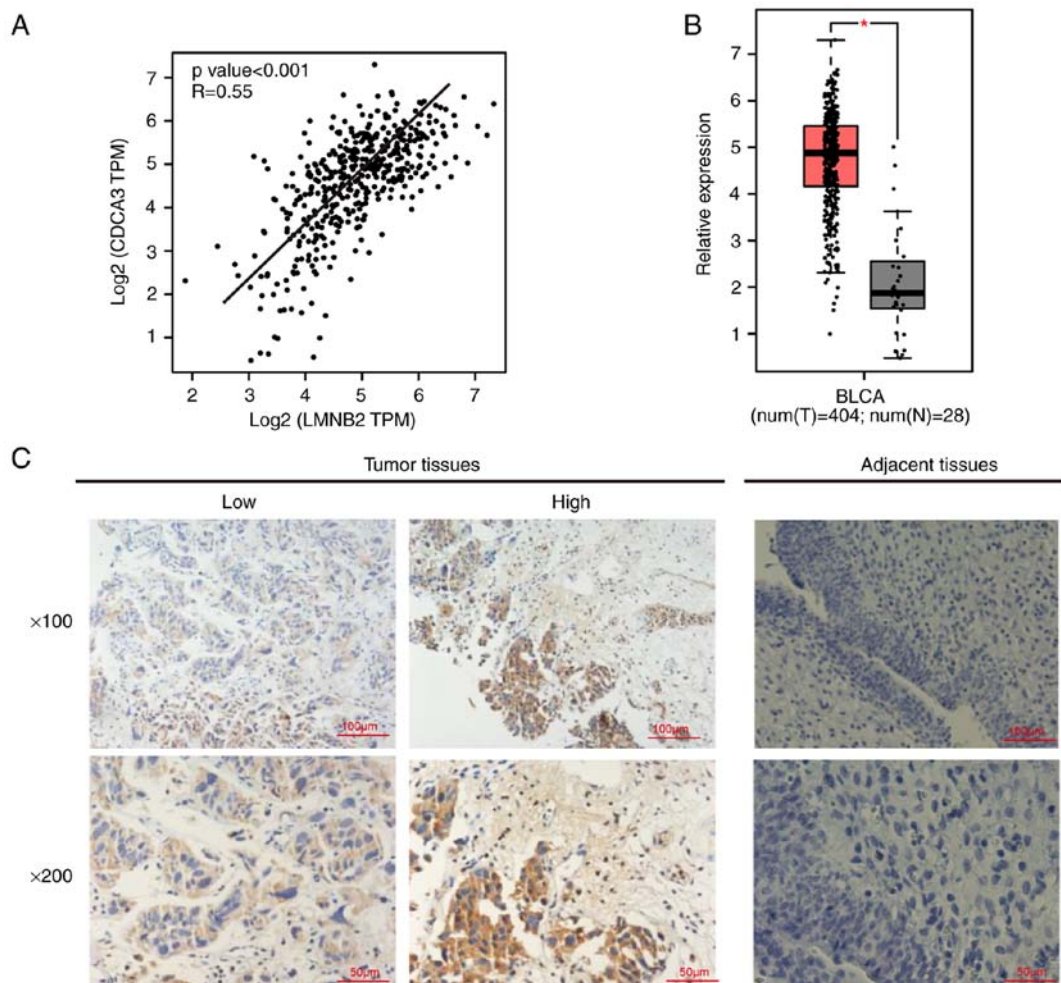 A
p value<0.001
R=0.55
Log2 (CDCA3 TPM)
7
6
5
4
3
2
1
2 3 4 5 6 7
Log2 (LMNB2 TPM)
B
*
Relative expression
7
6
5
4
3
2
1
BLCA
(num(T)=404; num(N)=28)
C
Tumor tissues
Adjacent tissues
Low
High
×100
100μm
100μm
100μm
×200
50μm
50μm
50μm